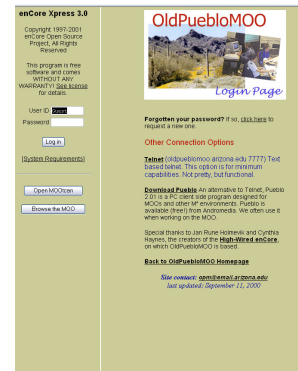 enCore Xpress 3.0
Copyright 1997-2001
enCore Open Source
Project, All Rights
Reserved
This program is free
software and comes
WITHOUT ANY
WARRANTY! See license
for details.
User ID: Guest
Password:
Log in
[System Requirements]
Open MOOtcan
Browse the MOO
OldPuebloMOO
Login Page
Forgotten your password? If so, click here to
request a new one.
Other Connection Options
Telnet (oldpueblomoo.arizona.edu 7777) Text
based telnet. This option is for minimum
capabilities. Not pretty, but functional.
Download Pueblo An alternative to Telnet, Pueblo
2.01 is a PC client side program designed for
MOOs and other M* environments. Pueblo is
available (free!) from Andromedia. We often use it
when working on the MOO.
Special thanks to Jan Rune Holmevik and Cynthia
Haynes, the creators of the High-Wired enCore,
on which OldPuebloMOO is based.
Back to OldPuebloMOO Homepage
Site contact: opm@email.arizona.edu
last updated: September 11, 2000